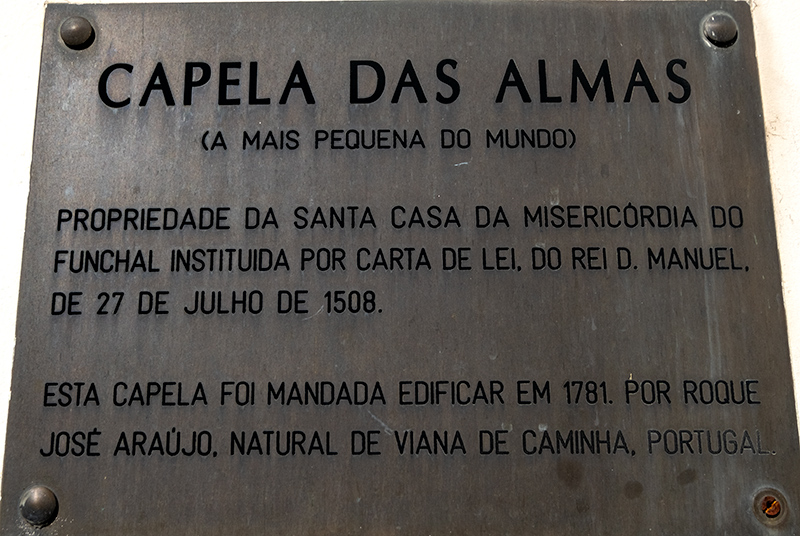 CAPELA DAS ALMAS
(A MAIS PEQUENA DO MUNDO)
PROPRIEDADE DA SANTA CASA DA MISERICÓRDIA DO
FUNCHAL INSTITUIDA POR CARTA DE LEI, DO REI D. MANUEL,
DE 27 DE JULHO DE 1508.
ESTA CAPELA FOI MANDADA EDIFICAR EM 1781. POR ROQUE
JOSÉ ARAÚJO, NATURAL DE VIANA DE CAMINHA, PORTUGAL.